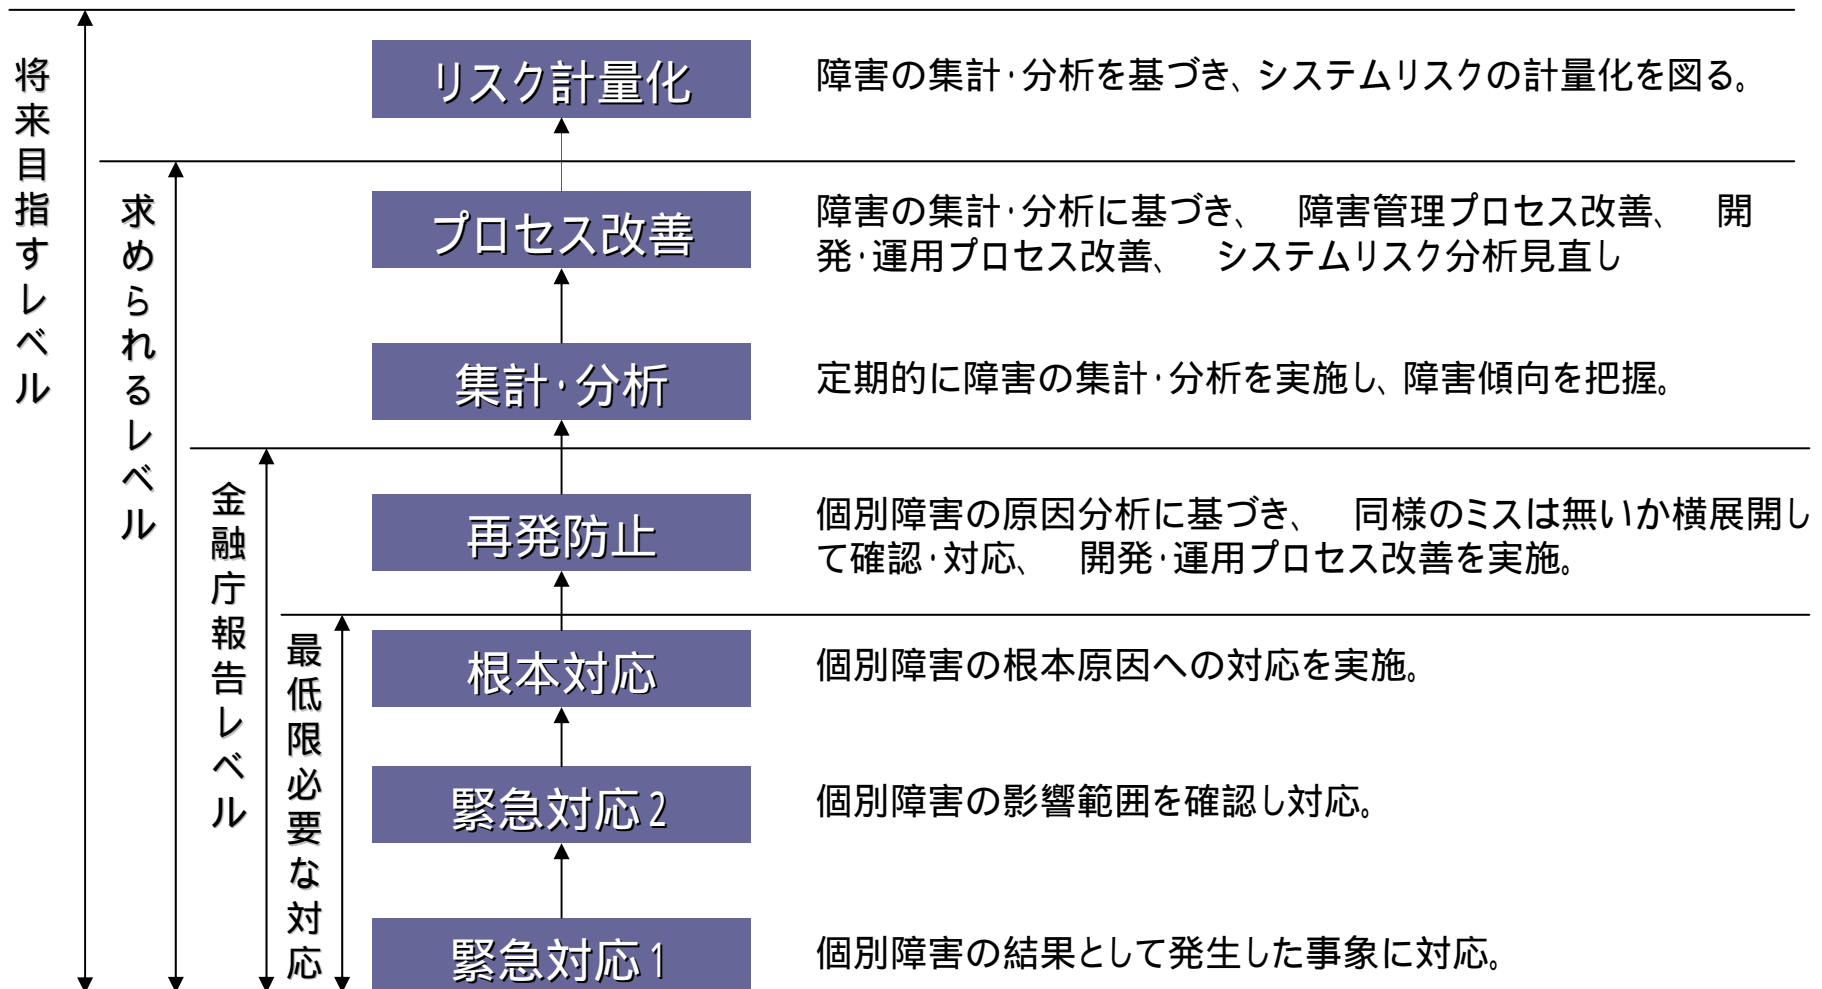 将来目指すレベル
求められるレベル
金融庁報告レベル
最低限必要な対応
リスク計量化
障害の集計・分析を基づき、システムリスクの計量化を図る。
プロセス改善
障害の集計・分析に基づき、　障害管理プロセス改善、　開
発・運用プロセス改善、　システムリスク分析見直し
集計・分析
定期的に障害の集計・分析を実施し、障害傾向を把握。
再発防止
個別障害の原因分析に基づき、　同様のミスは無いか横展開し
て確認・対応、　開発・運用プロセス改善を実施。
根本対応
個別障害の根本原因への対応を実施。
緊急対応2
個別障害の影響範囲を確認し対応。
緊急対応1
個別障害の結果として発生した事象に対応。